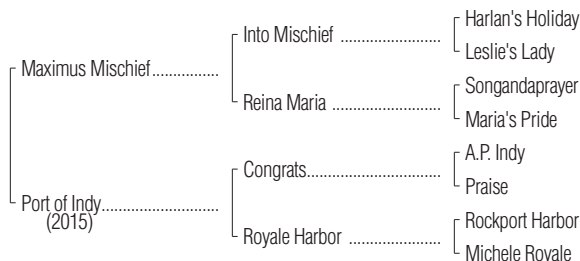 Harlan's Holiday
Into Mischief ....................
Leslie's Lady
Maximus Mischief..............
Songandaprayer
Reina Maria ......................
Maria's Pride
A.P. Indy
Congrats...........................
Praise
Port of Indy........................
(2015)
Rockport Harbor
Royale Harbor ..................
Michele Royale